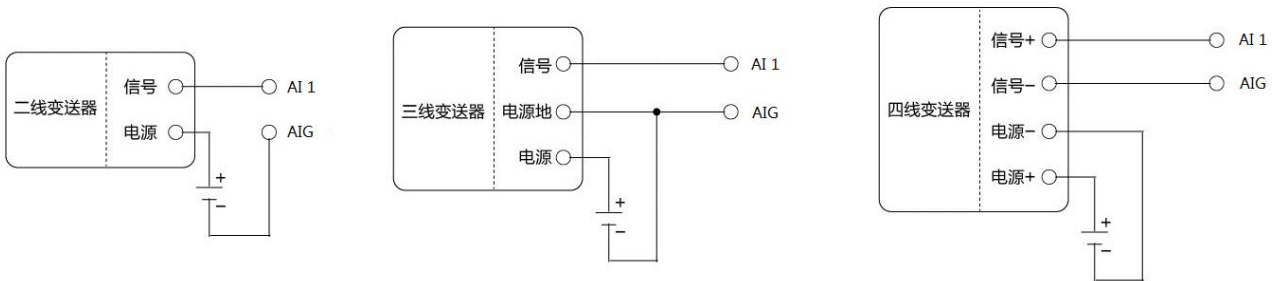 二线变送器
信号
AI 1
电源
AIG
+
−
三线变送器
信号
AI 1
电源地
AIG
电源
+
−
四线变送器
信号+
AI 1
信号−
AIG
电源−
电源+
+
−